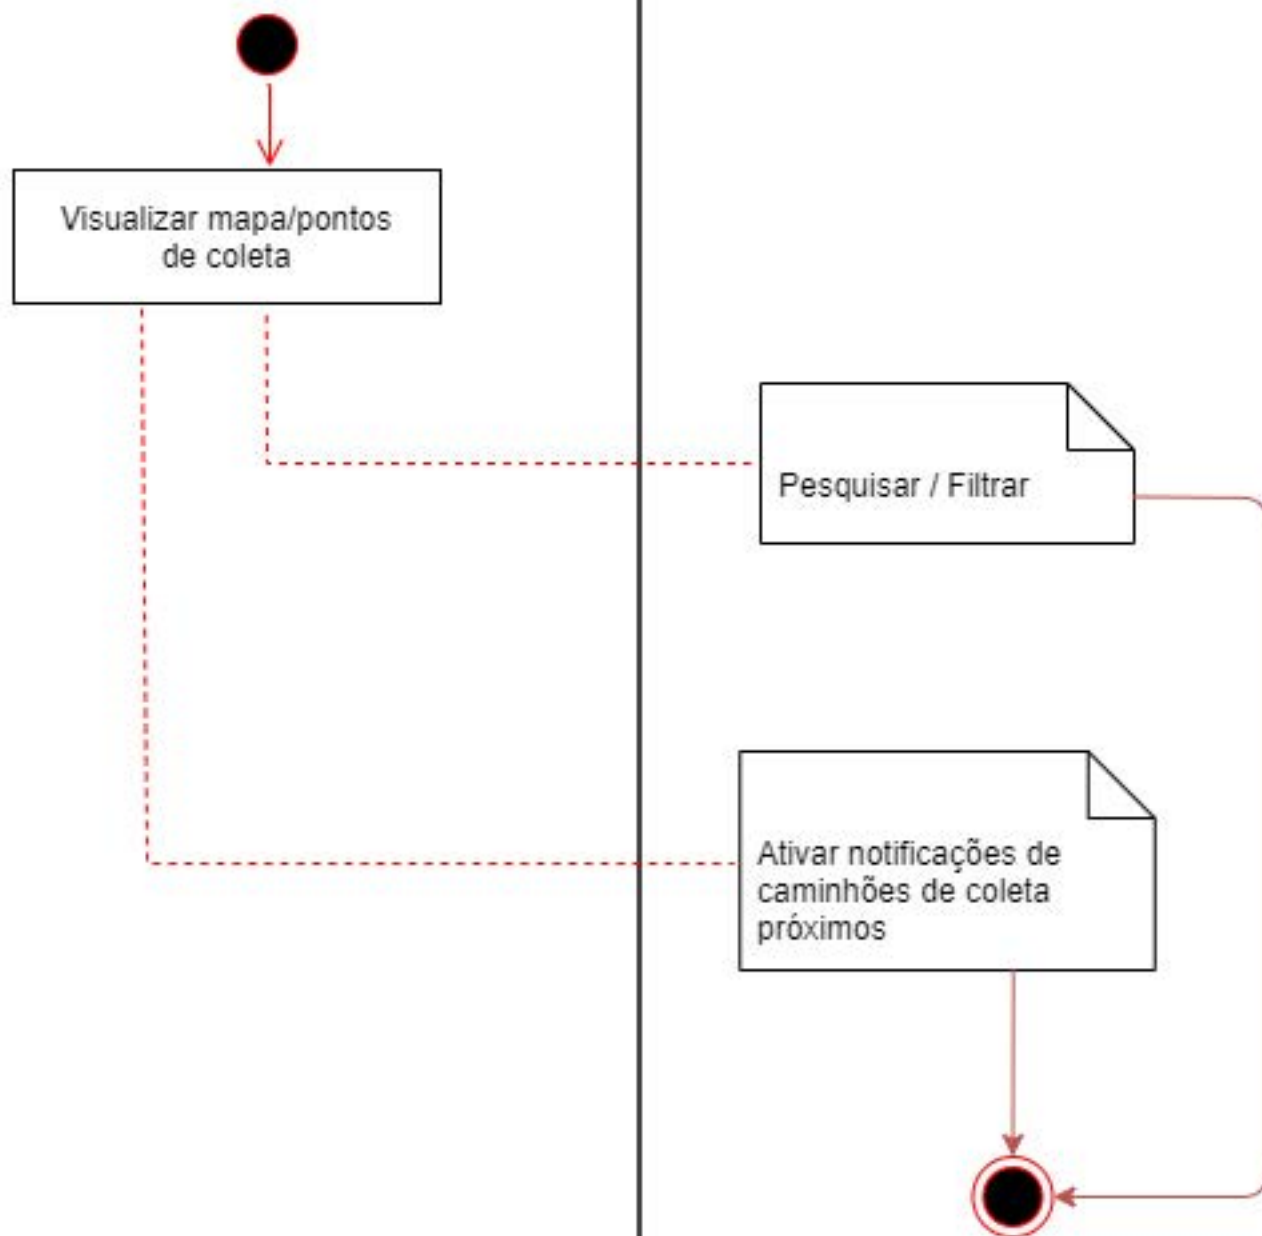 Visualizar mapa/pontos
de coleta
Pesquisar / Filtrar
Ativar notificações de
caminhões de coleta
próximos